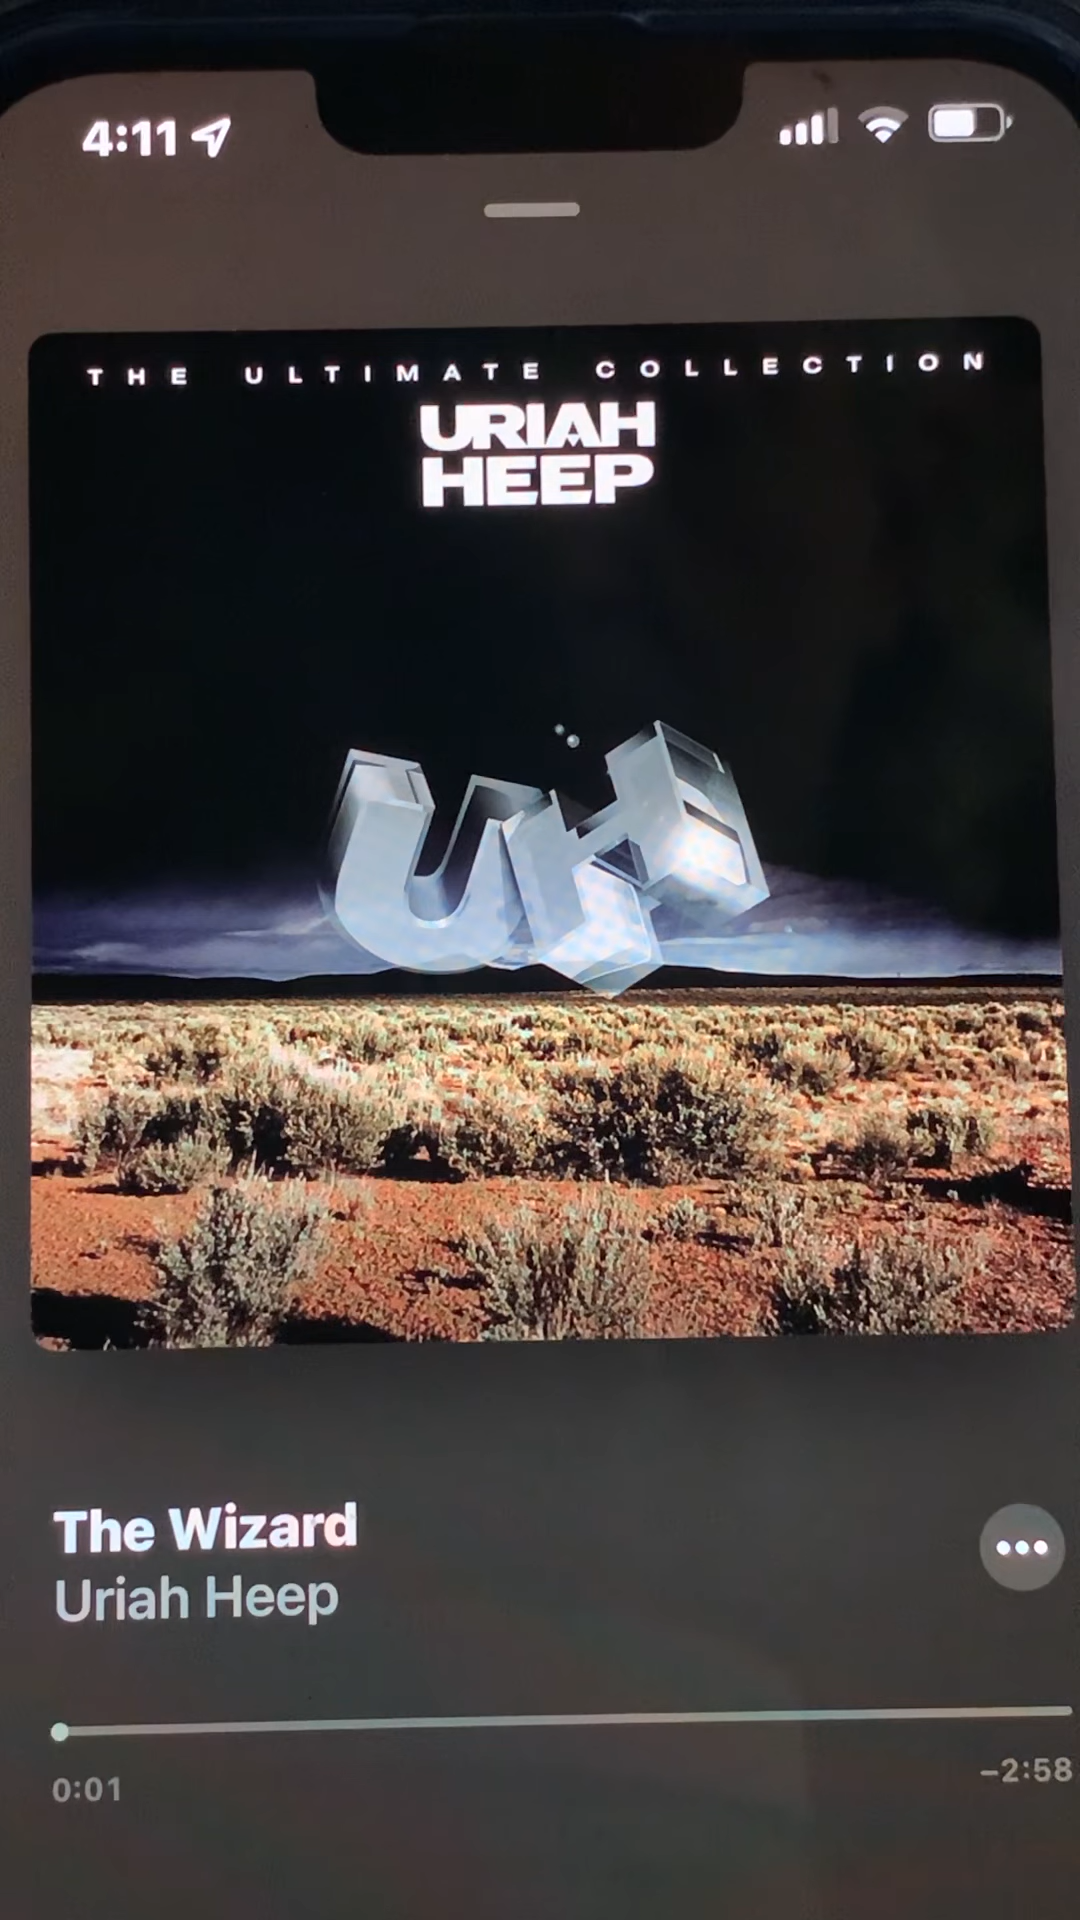 4:11
THE ULTIMATE COLLECTION
URIAH
HEEP
UH
The Wizard
Uriah Heep
0:01
-2:58